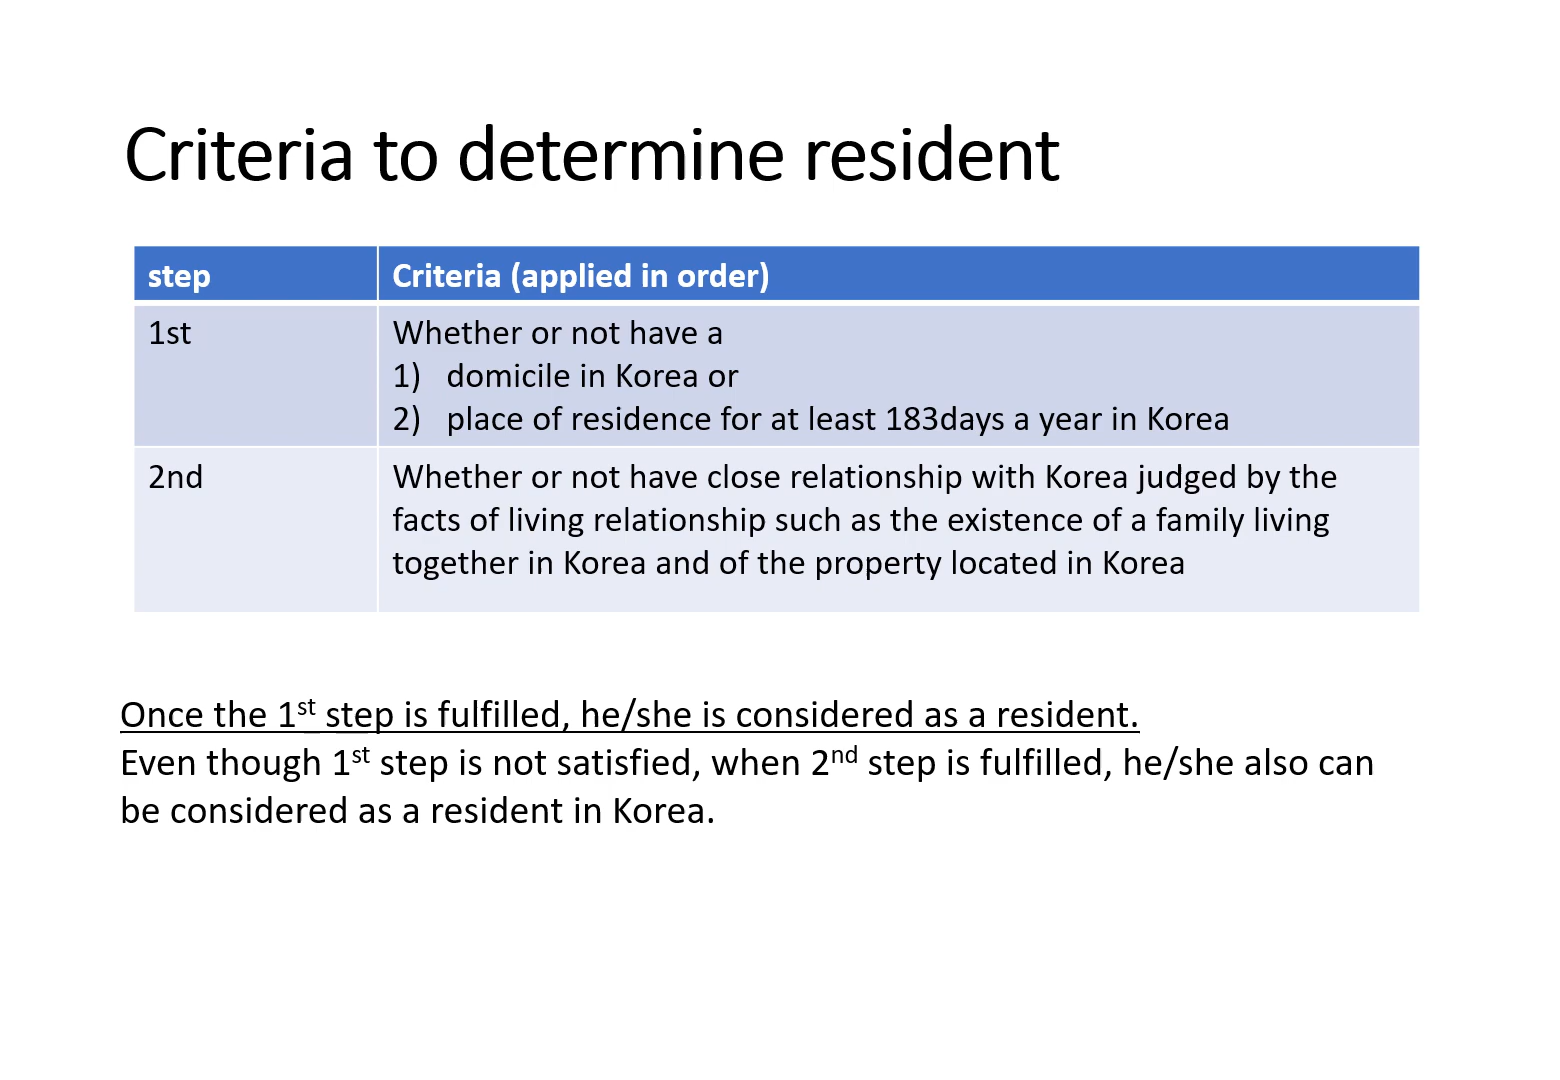 Criteria to determine resident
step
Criteria (applied in order)
1st
Whether or not have a
1) domicile in Korea or
2) place of residence for at least 183days a year in Korea
2nd
Whether or not have close relationship with Korea judged by the
facts of living relationship such as the existence of a family living
together in Korea and of the property located in Korea
Once the 1st step is fulfilled, he/she is considered as a resident.
Even though 1st step is not satisfied, when 2nd step is fulfilled, he/she also can
be considered as a resident in Korea.